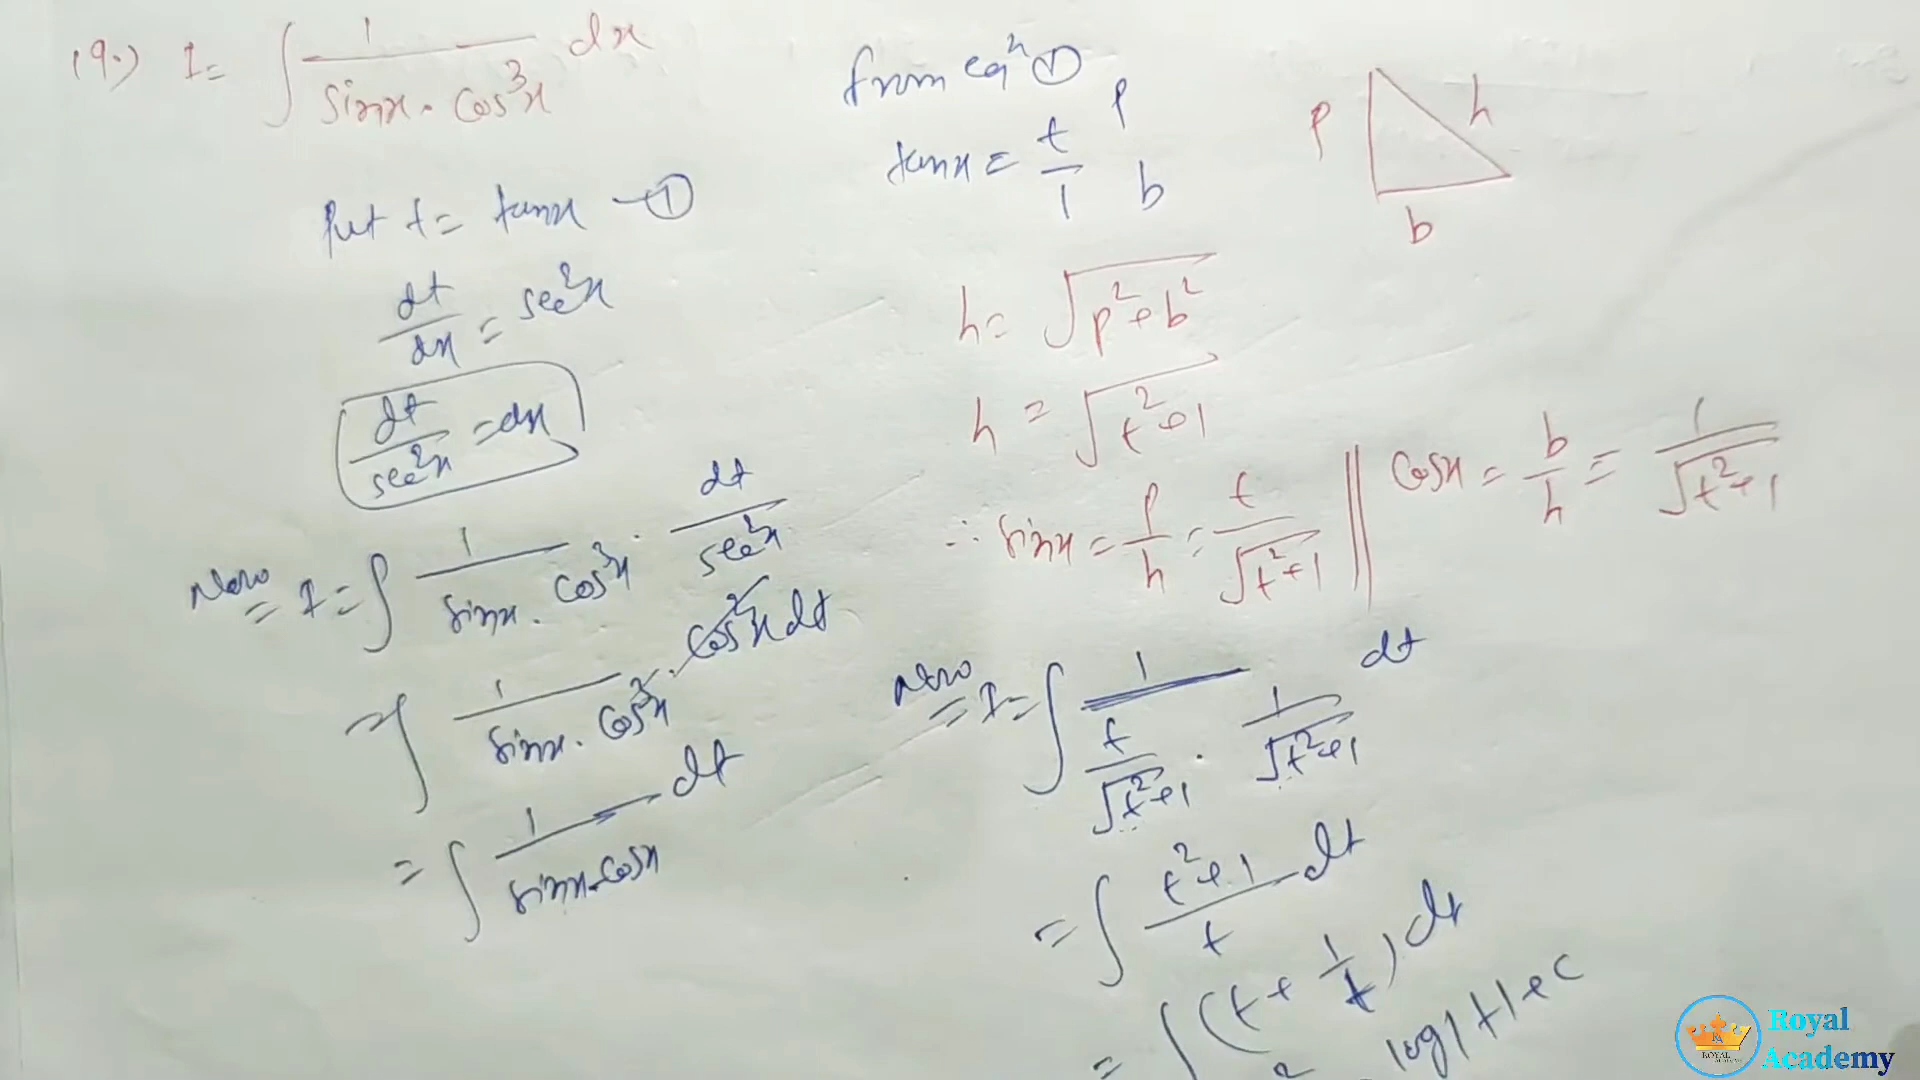 19.) I = ∫ 1/(sinx . cos³x) dx
Put t = tanx —①
dt/dx = sec²x
dt/sec²x = dx
Now I = ∫ 1/(sinx . cos³x) . dt/sec²x
= ∫ 1/(sinx . cos³x) . cos²x dt
= ∫ 1/(sinx . cosx) dt
from eqⁿ ①
tanx = t/1 p b
p h b
h = √(p²+b²)
h = √(t²+1)
∴ sinx = p/h = t/√(t²+1) || cosx = b/h = 1/√(t²+1)
Now I = ∫ 1/(t/√(t²+1) . 1/√(t²+1)) dt
= ∫ (t²+1)/t dt
= ∫ (t + 1/t) dt
2 log|t|+c
Royal
Academy
ROYAL